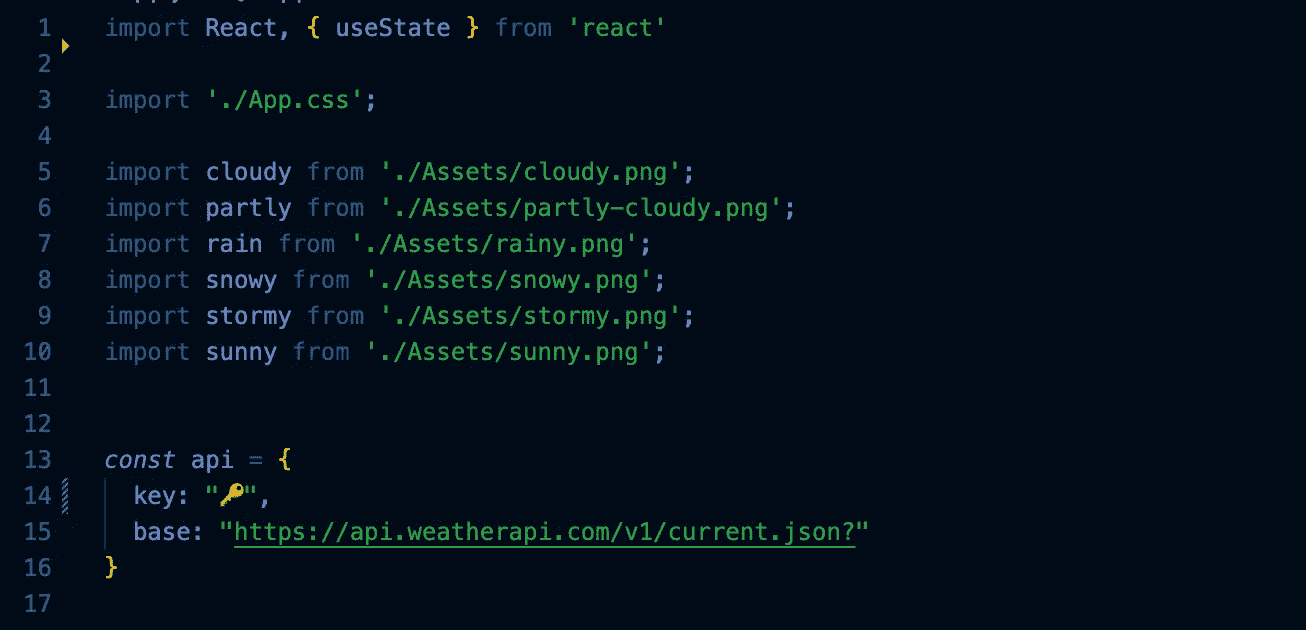 1 import React, { useState } from 'react'
2
3 import './App.css';
4
5 import cloudy from './Assets/cloudy.png';
6 import partly from './Assets/partly-cloudy.png';
7 import rain from './Assets/rainy.png';
8 import snowy from './Assets/snowy.png';
9 import stormy from './Assets/stormy.png';
10 import sunny from './Assets/sunny.png';
11
12
13 const api = {
14 key: "🔑",
15 base: "https://api.weatherapi.com/v1/current.json?"
16 }
17